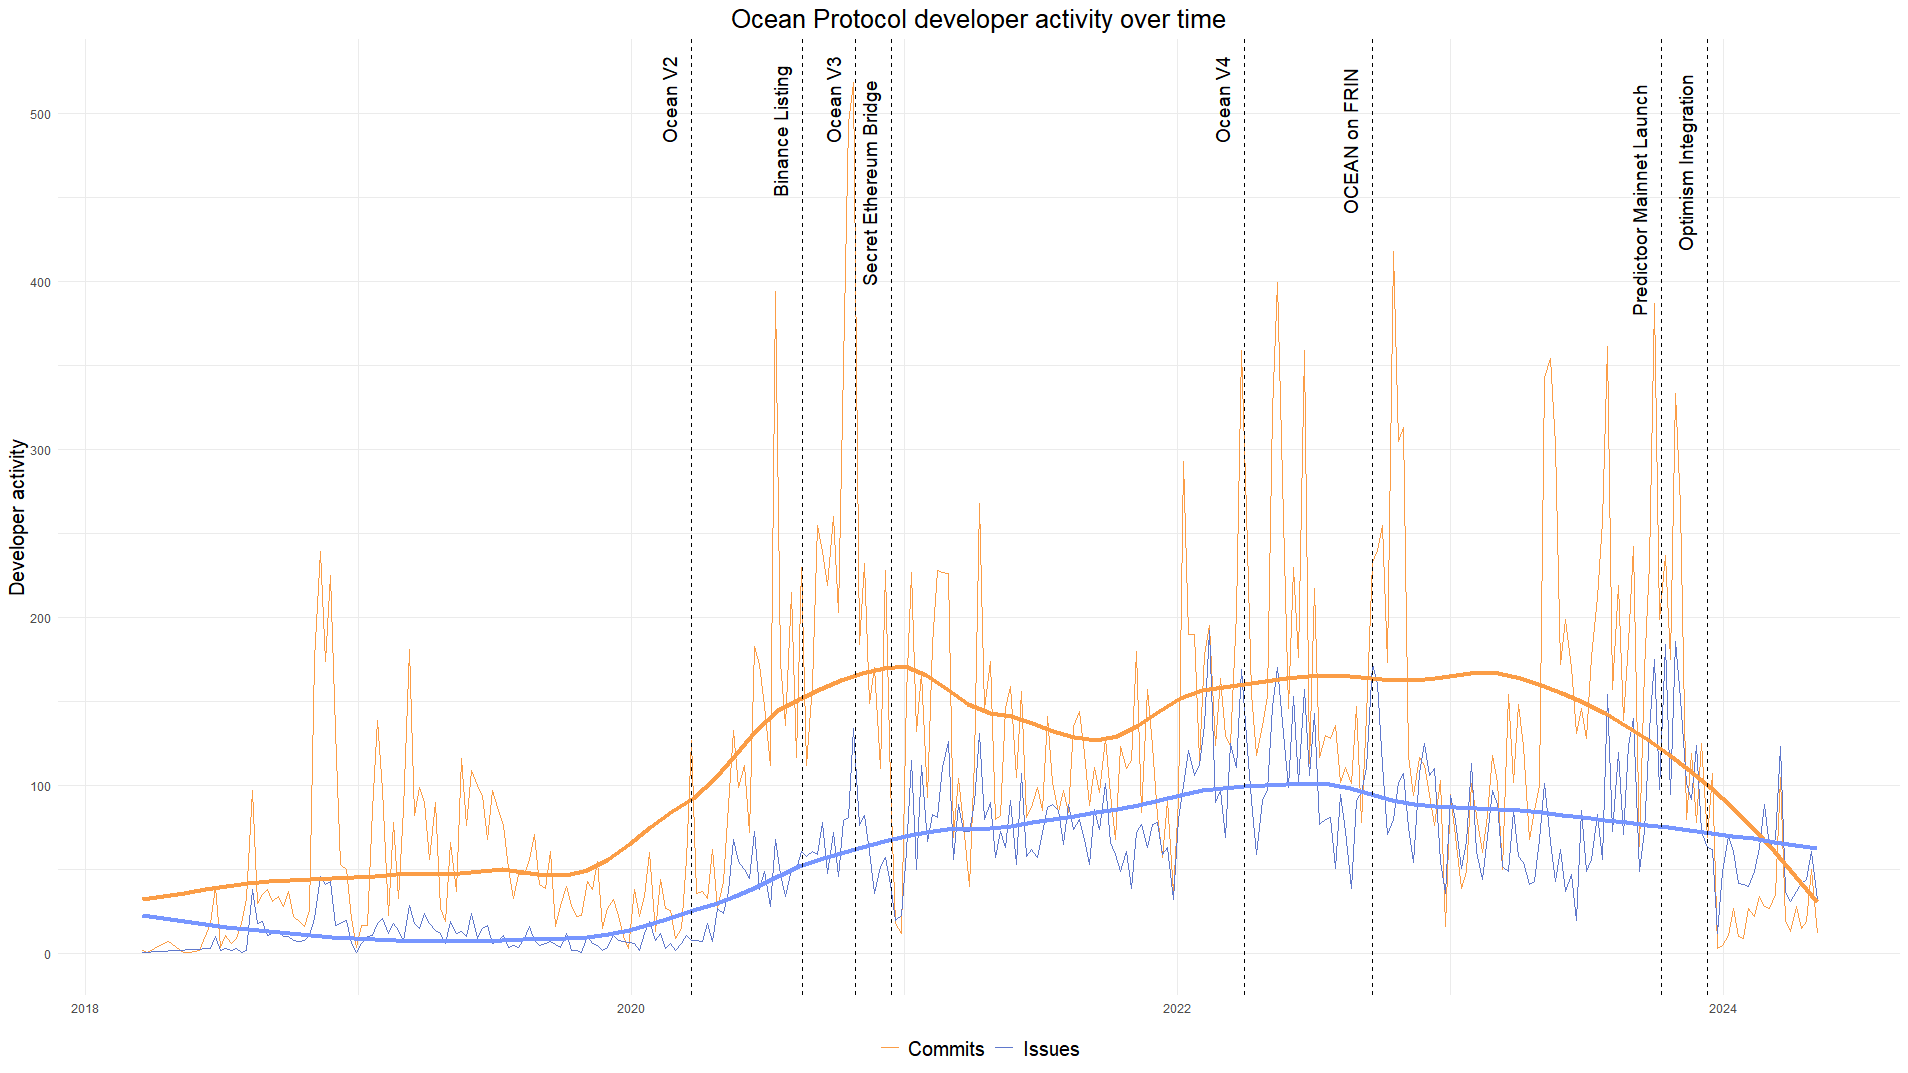 Ocean Protocol developer activity over time
Developer activity
500
400
300
200
100
0
Ocean V2
Binance Listing
Ocean V3
Secret Ethereum Bridge
Ocean V4
OCEAN on FRIN
Predictoor Mainnet Launch
Optimism Integration
2018
2020
2022
2024
Commits
Issues